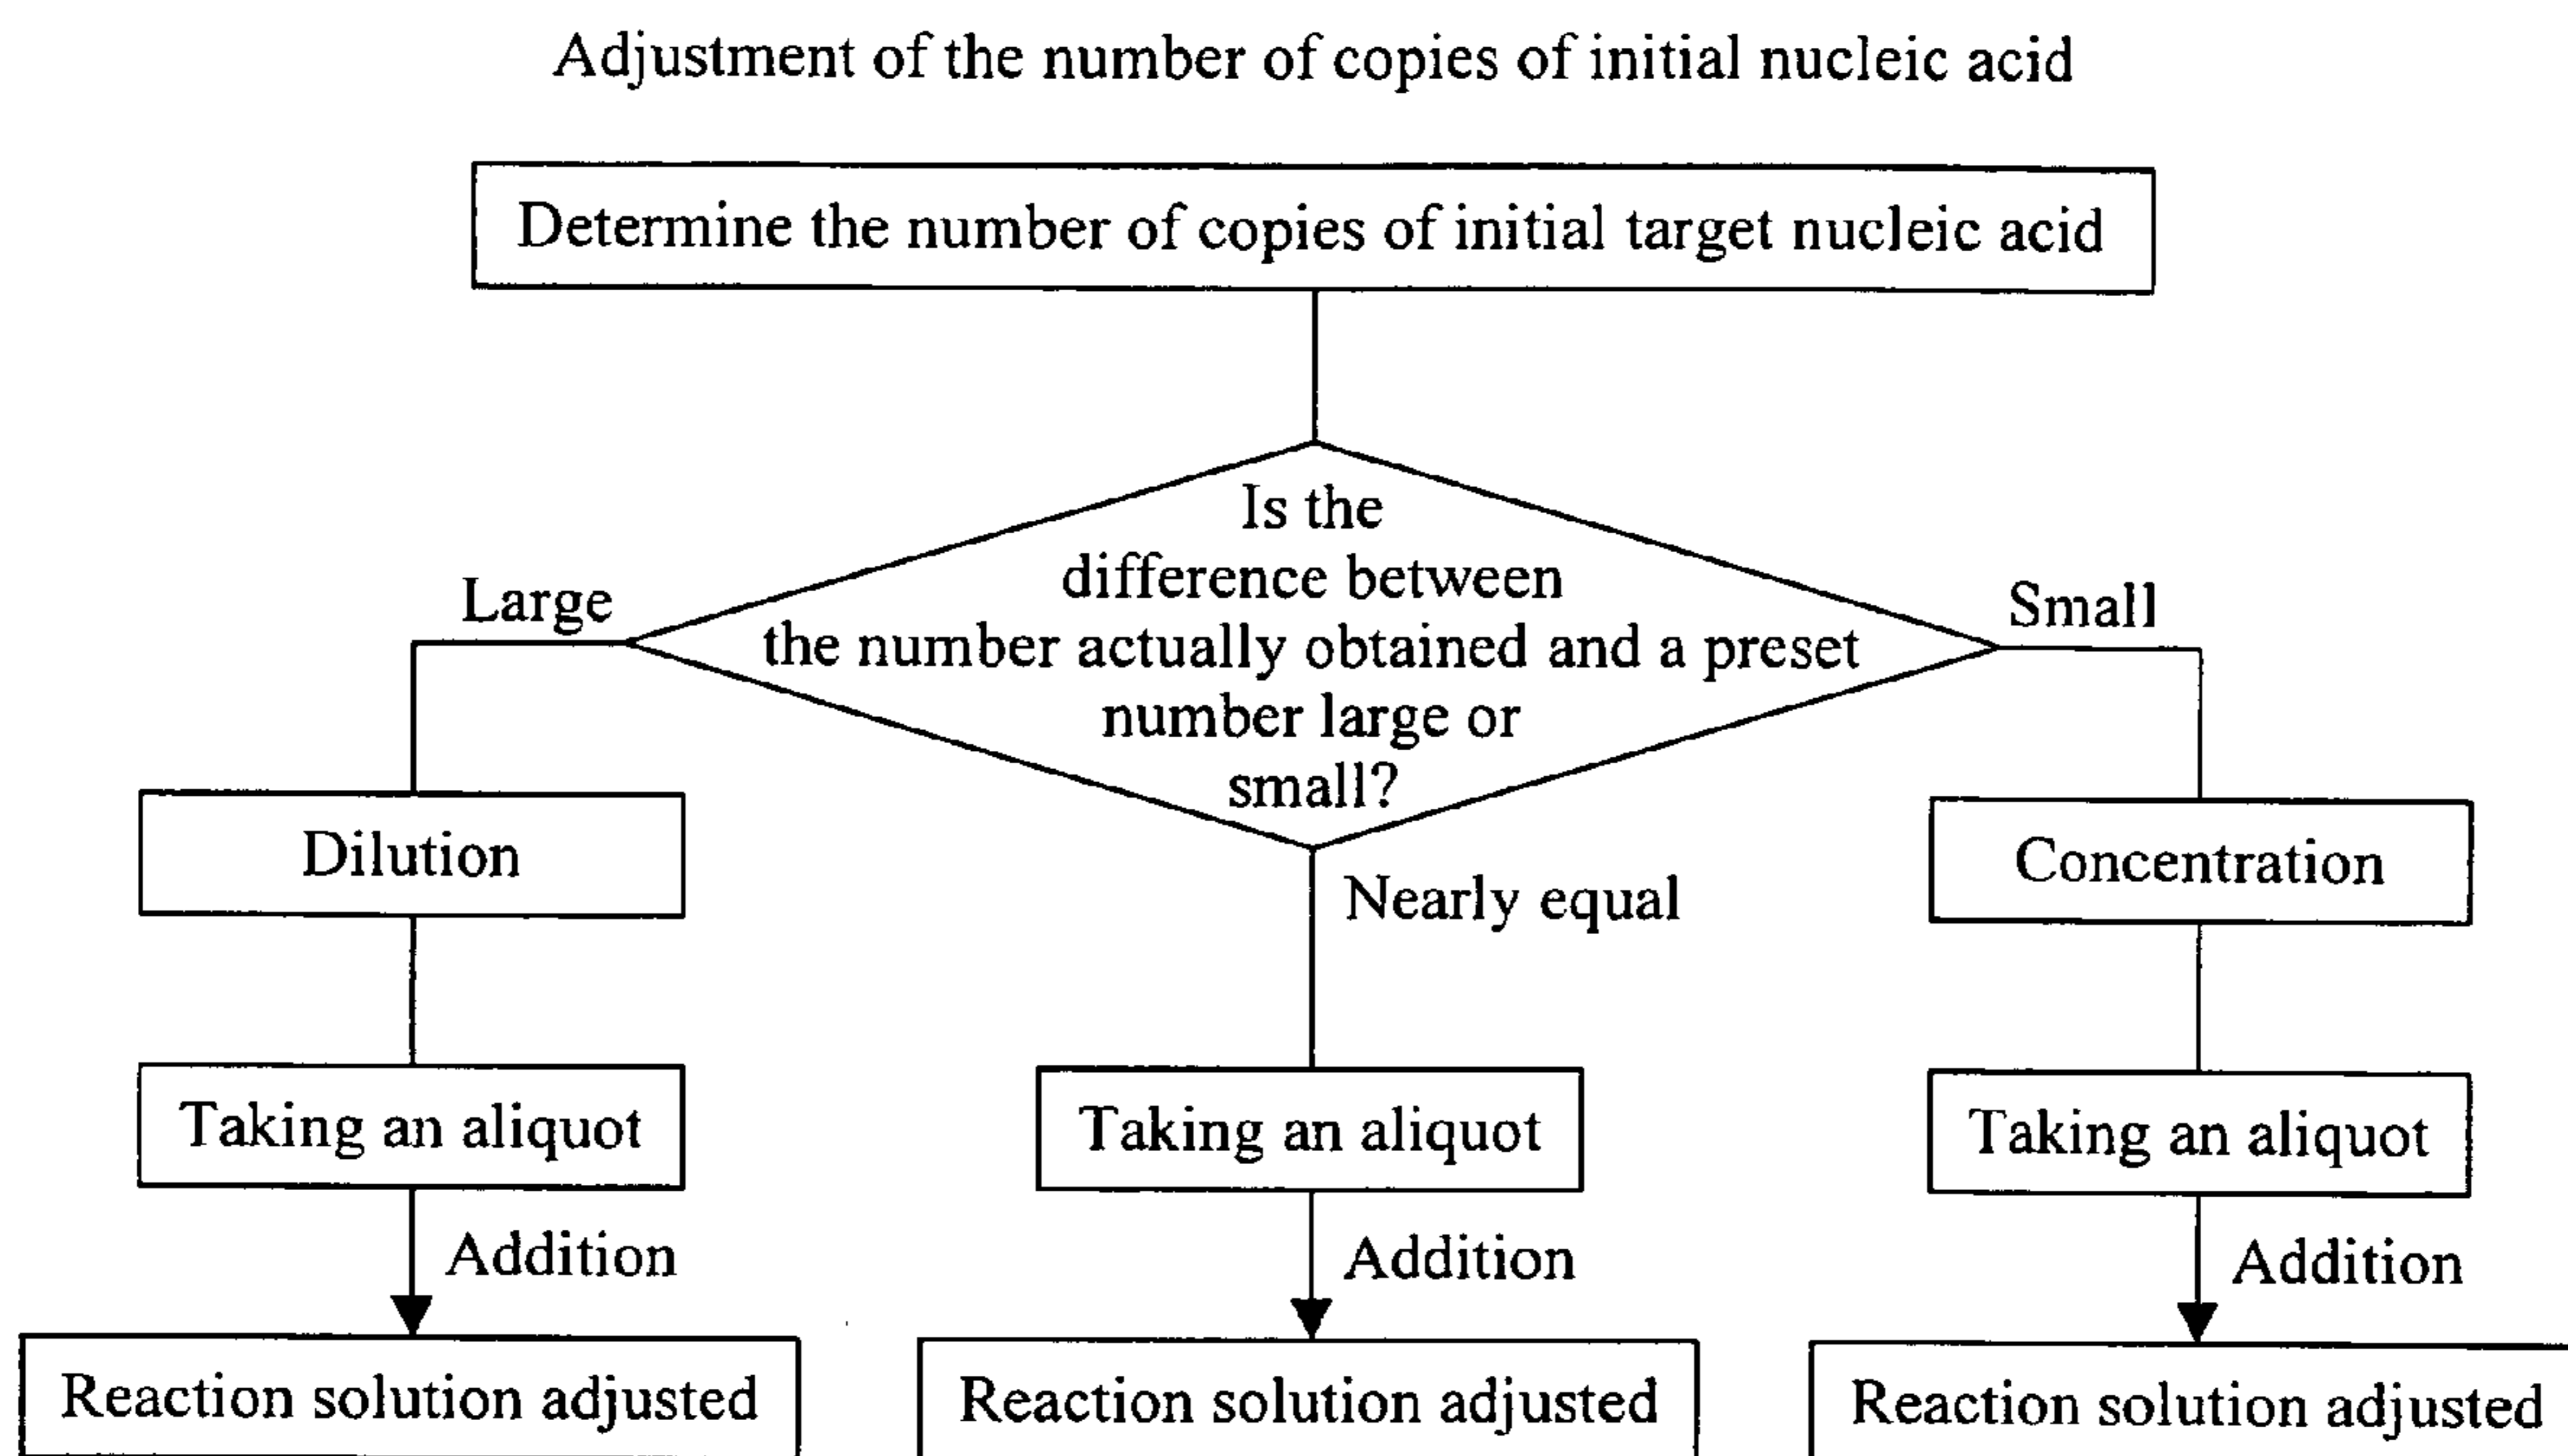 Adjustment of the number of copies of initial nucleic acid
Determine the number of copies of initial target nucleic acid
Is the
difference between
the number actually obtained and a preset
number large or
small?
Large
Small
Nearly equal
Dilution
Concentration
Taking an aliquot
Taking an aliquot
Taking an aliquot
Addition
Addition
Addition
Reaction solution adjusted
Reaction solution adjusted
Reaction solution adjusted